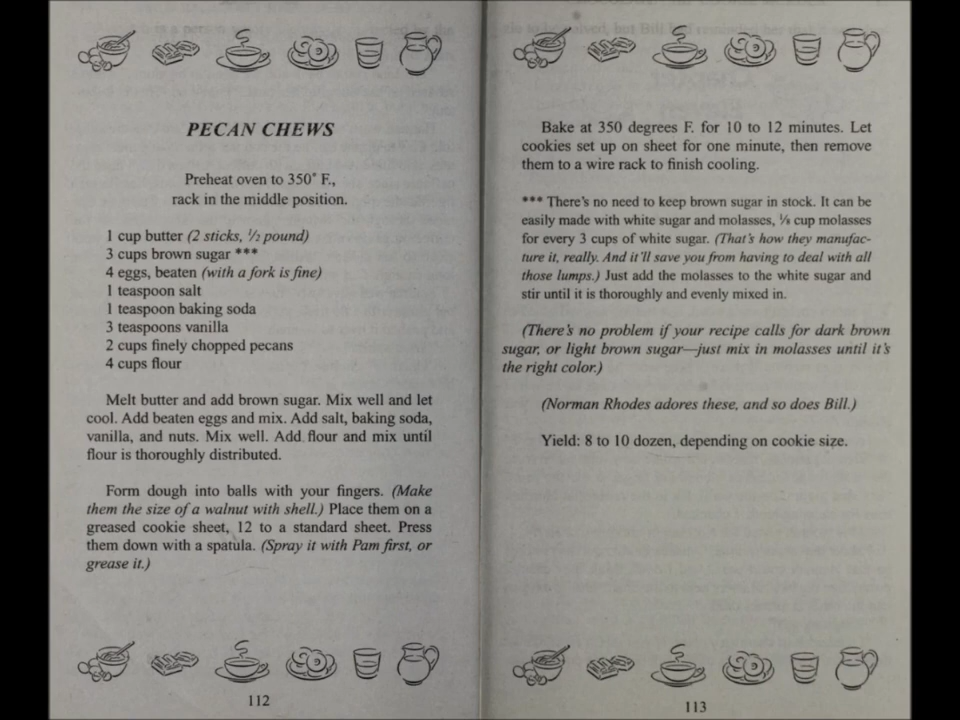 PECAN CHEWS
Preheat oven to 350° F.,
rack in the middle position.
1 cup butter (2 sticks, ½ pound)
3 cups brown sugar ***
4 eggs, beaten (with a fork is fine)
1 teaspoon salt
1 teaspoon baking soda
3 teaspoons vanilla
2 cups finely chopped pecans
4 cups flour
Melt butter and add brown sugar. Mix well and let
cool. Add beaten eggs and mix. Add salt, baking soda,
vanilla, and nuts. Mix well. Add flour and mix until
flour is thoroughly distributed.
Form dough into balls with your fingers. (Make
them the size of a walnut with shell.) Place them on a
greased cookie sheet, 12 to a standard sheet. Press
them down with a spatula. (Spray it with Pam first, or
grease it.)
112
Bake at 350 degrees F. for 10 to 12 minutes. Let
cookies set up on sheet for one minute, then remove
them to a wire rack to finish cooling.
*** There's no need to keep brown sugar in stock. It can be
easily made with white sugar and molasses, ⅛ cup molasses
for every 3 cups of white sugar. (That's how they manufac-
ture it, really. And it'll save you from having to deal with all
those lumps.) Just add the molasses to the white sugar and
stir until it is thoroughly and evenly mixed in.
(There's no problem if your recipe calls for dark brown
sugar, or light brown sugar—just mix in molasses until it's
the right color.)
(Norman Rhodes adores these, and so does Bill.)
Yield: 8 to 10 dozen, depending on cookie size.
113